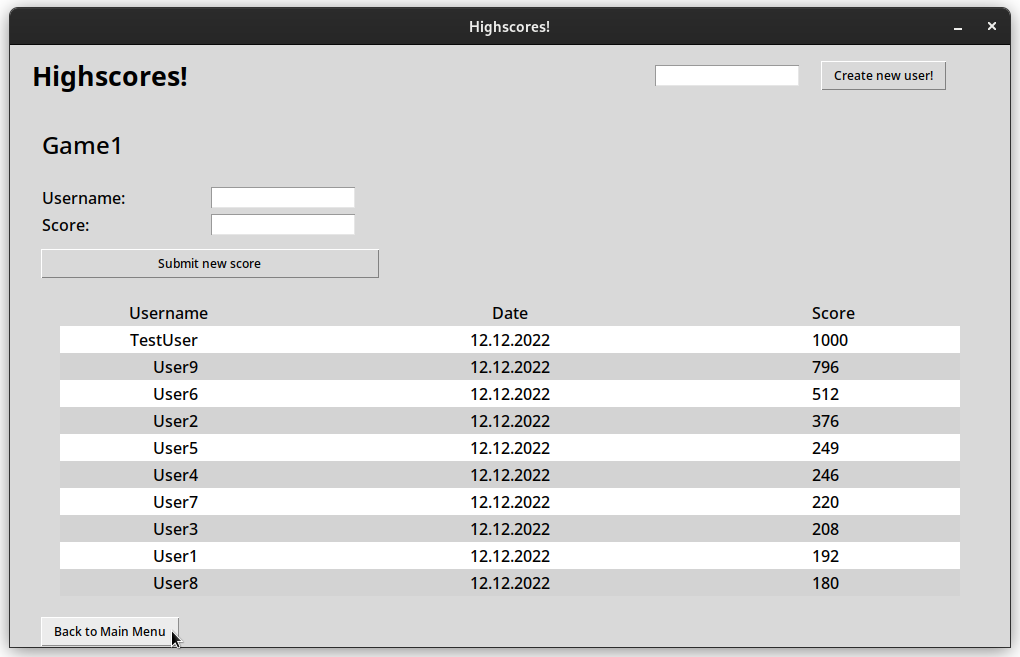 Highscores!
Highscores!
Create new user!
Game1
Username:
Score:
Submit new score
Username Date Score
TestUser 12.12.2022 1000
User9 12.12.2022 796
User6 12.12.2022 512
User2 12.12.2022 376
User5 12.12.2022 249
User4 12.12.2022 246
User7 12.12.2022 220
User3 12.12.2022 208
User1 12.12.2022 192
User8 12.12.2022 180
Back to Main Menu